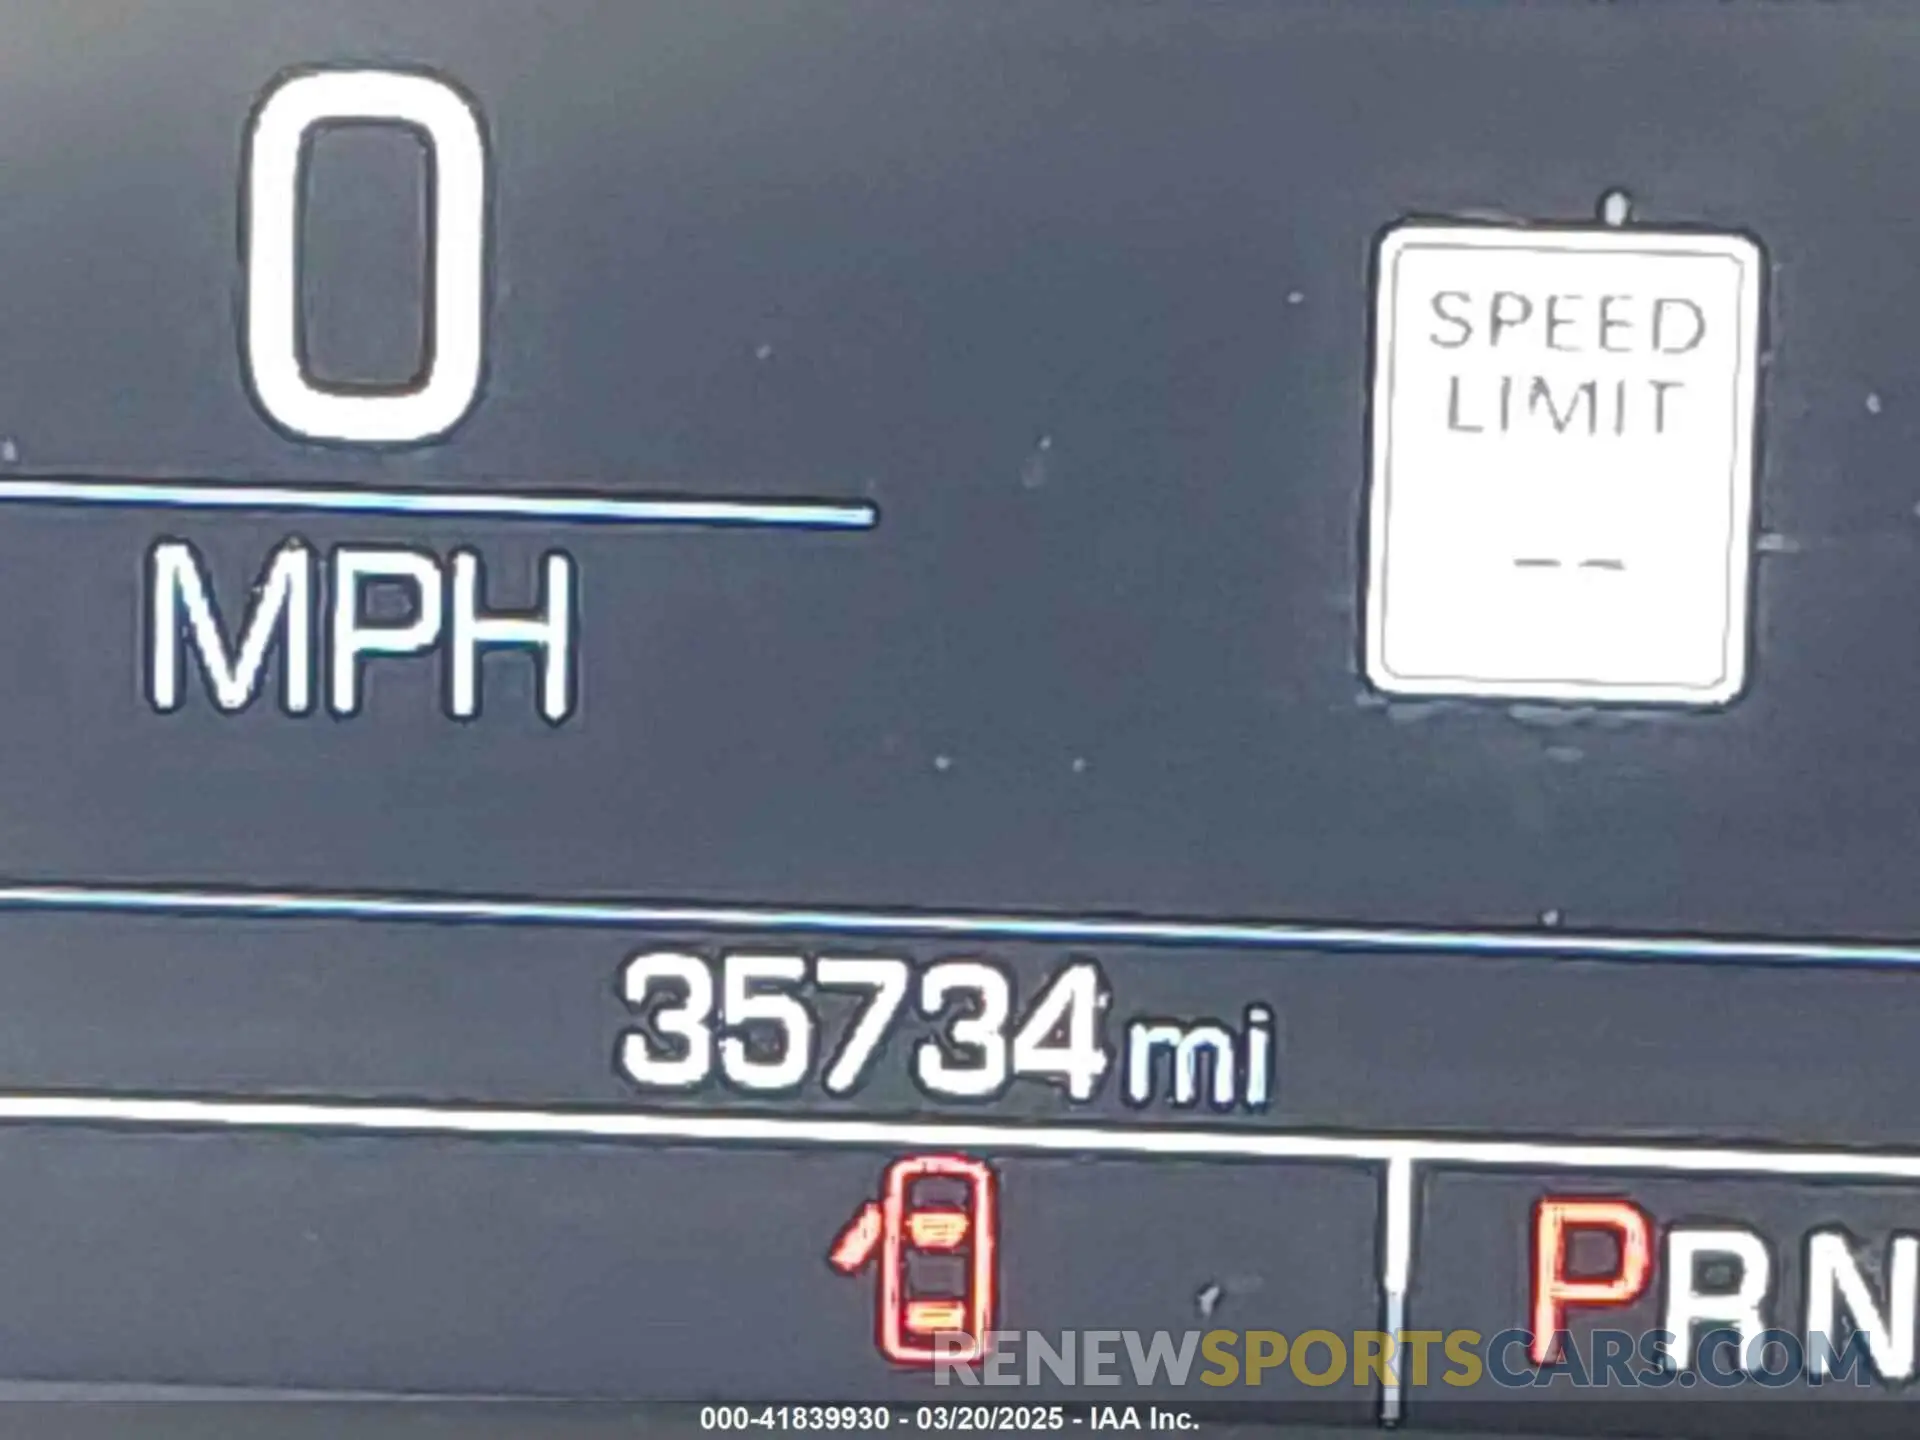 0
MPH
SPEED
LIMIT
--
35734mi
PRN
RENEWSPORTSCARS.COM
000-41839930 - 03/20/2025 - IAA Inc.